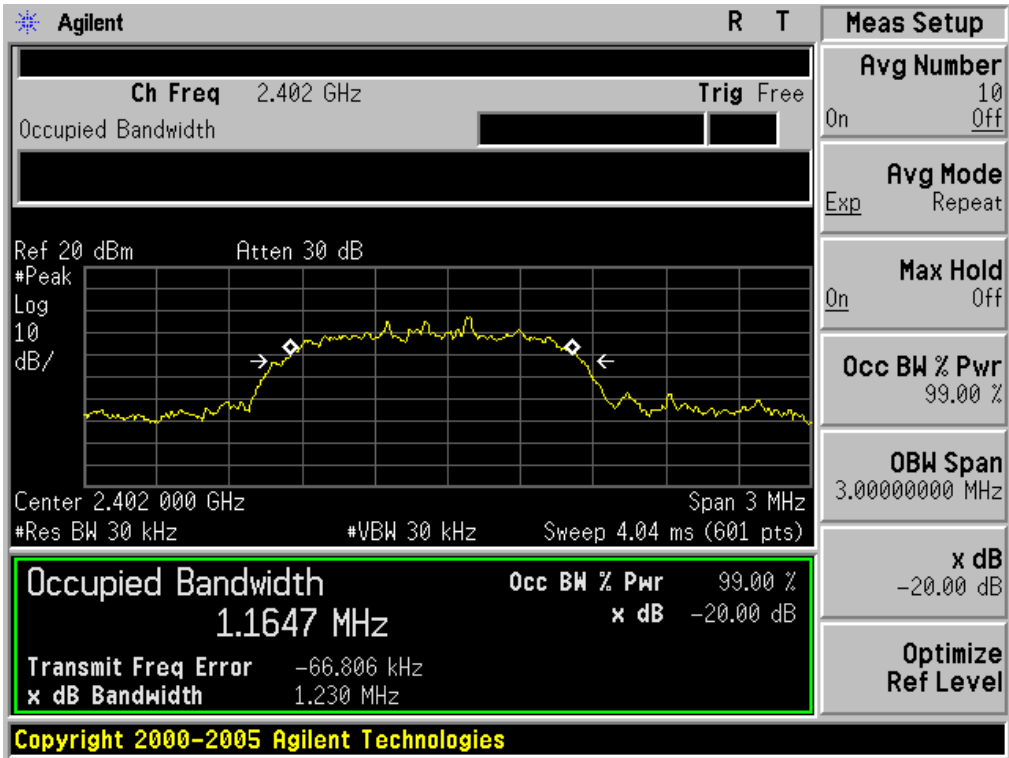 Agilent R T
Ch Freq 2.402 GHz Trig Free
Occupied Bandwidth
Ref 20 dBm Atten 30 dB
#Peak
Log
10
dB/
Center 2.402 000 GHz Span 3 MHz
#Res BW 30 kHz #VBW 30 kHz Sweep 4.04 ms (601 pts)
Occupied Bandwidth Occ BW % Pwr 99.00 %
1.1647 MHz x dB -20.00 dB
Transmit Freq Error -66.806 kHz
x dB Bandwidth 1.230 MHz
Copyright 2000-2005 Agilent Technologies
Meas Setup
Avg Number
10
On Off
Avg Mode
Exp Repeat
Max Hold
On Off
Occ BW % Pwr
99.00 %
OBW Span
3.00000000 MHz
x dB
-20.00 dB
Optimize
Ref Level